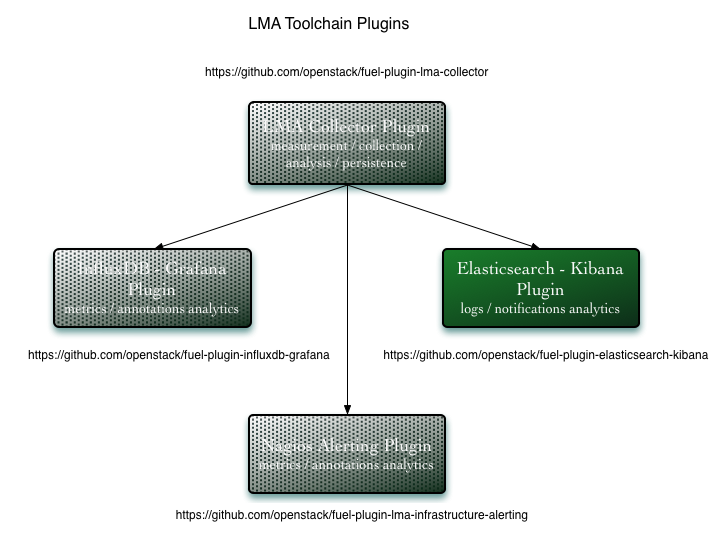 LMA Toolchain Plugins
https://github.com/openstack/fuel-plugin-lma-collector
LMA Collector Plugin
measurement / collection /
analysis / persistence
InfluxDB - Grafana
Plugin
metrics / annotations analytics
Elasticsearch - Kibana
Plugin
logs / notifications analytics
https://github.com/openstack/fuel-plugin-influxdb-grafana
https://github.com/openstack/fuel-plugin-elasticsearch-kibana
Nagios Alerting Plugin
metrics / annotations analytics
https://github.com/openstack/fuel-plugin-lma-infrastructure-alerting